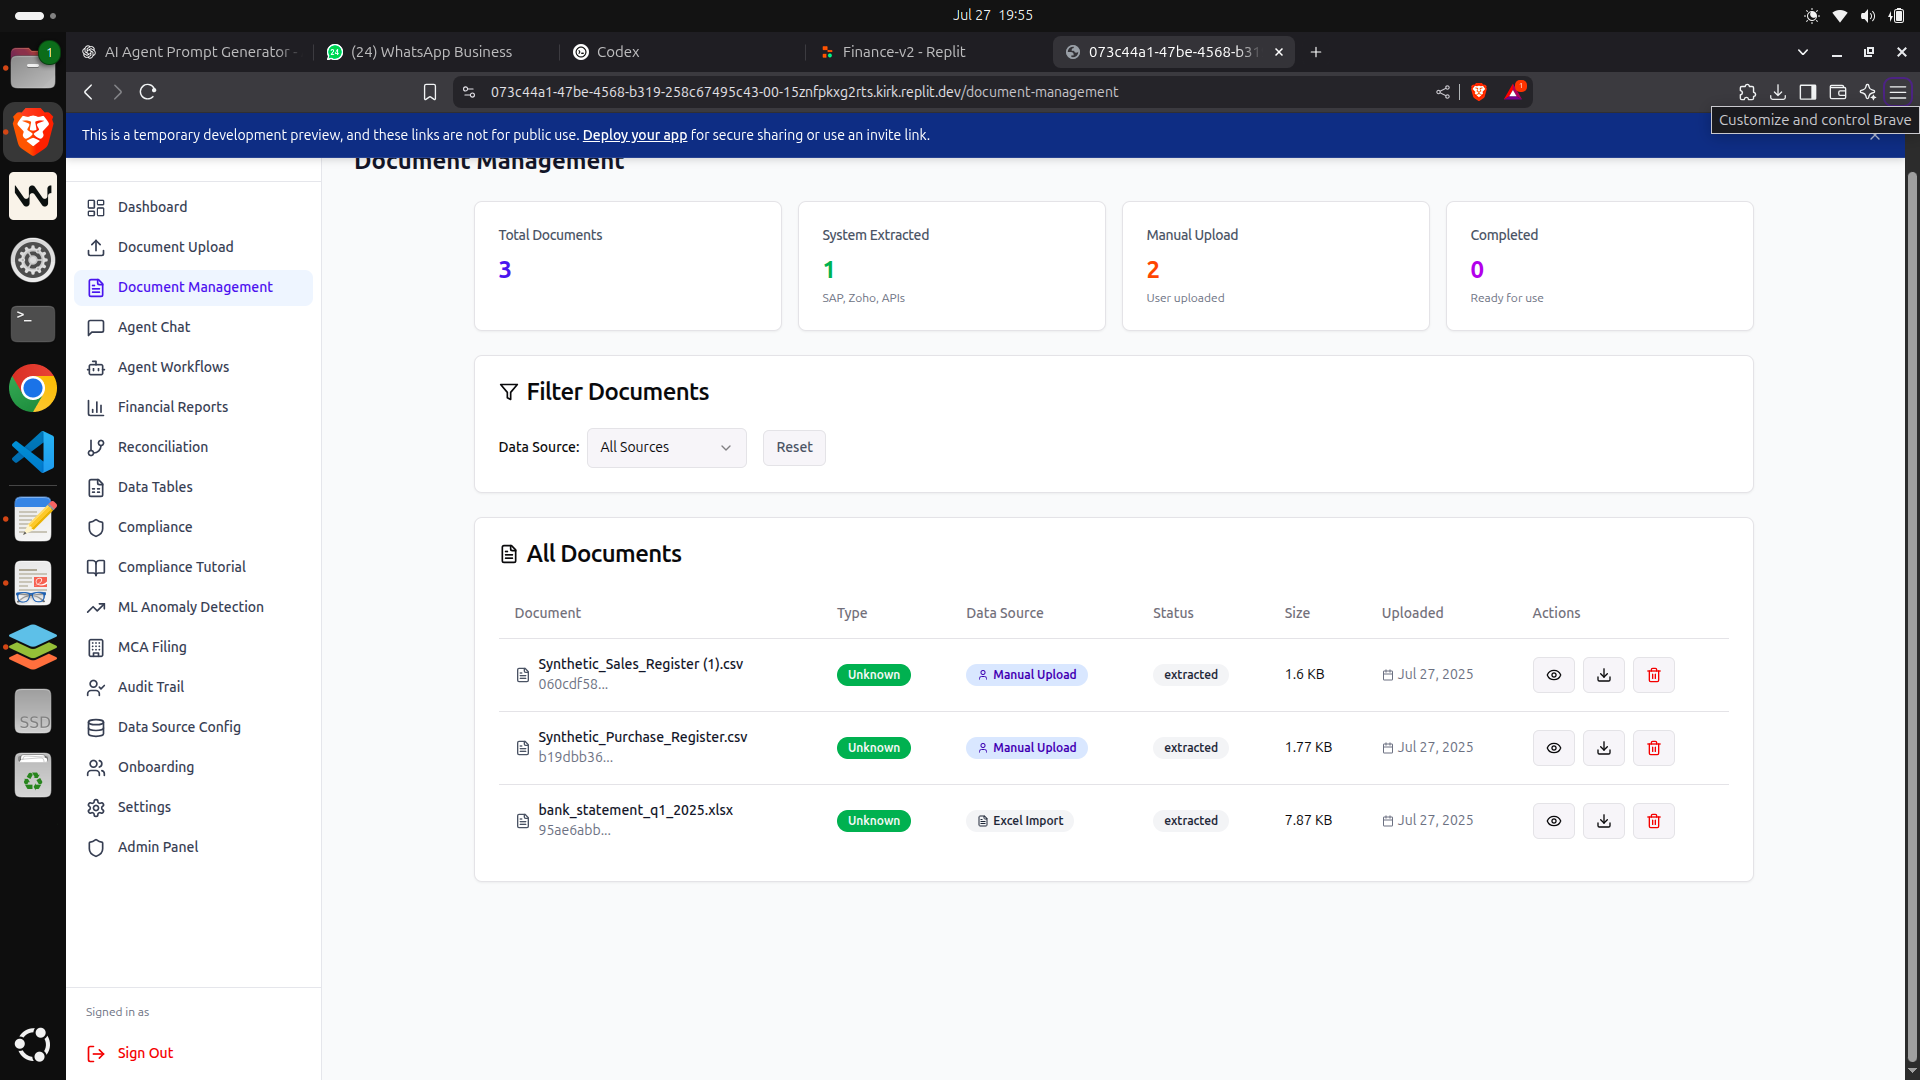 Jul 27 19:55
1
AI Agent Prompt Generator -
24
(24) WhatsApp Business
Codex
Finance-v2 - Replit
073c44a1-47be-4568-b31
073c44a1-47be-4568-b319-258c67495c43-00-15znfpkxg2rts.kirk.replit.dev/document-management
1
Customize and control Brave
This is a temporary development preview, and these links are not for public use. Deploy your app for secure sharing or use an invite link.
Document Management
Dashboard
Document Upload
Document Management
Agent Chat
Agent Workflows
Financial Reports
Reconciliation
Data Tables
Compliance
Compliance Tutorial
ML Anomaly Detection
MCA Filing
Audit Trail
Data Source Config
Onboarding
Settings
Admin Panel
Signed in as
Sign Out
SSD
Total Documents
3
System Extracted
1
SAP, Zoho, APIs
Manual Upload
2
User uploaded
Completed
0
Ready for use
Filter Documents
Data Source: All Sources Reset
All Documents
Document Type Data Source Status Size Uploaded Actions
Synthetic_Sales_Register (1).csv
060cdf58...
Unknown Manual Upload extracted 1.6 KB Jul 27, 2025
Synthetic_Purchase_Register.csv
b19dbb36...
Unknown Manual Upload extracted 1.77 KB Jul 27, 2025
bank_statement_q1_2025.xlsx
95ae6abb...
Unknown Excel Import extracted 7.87 KB Jul 27, 2025